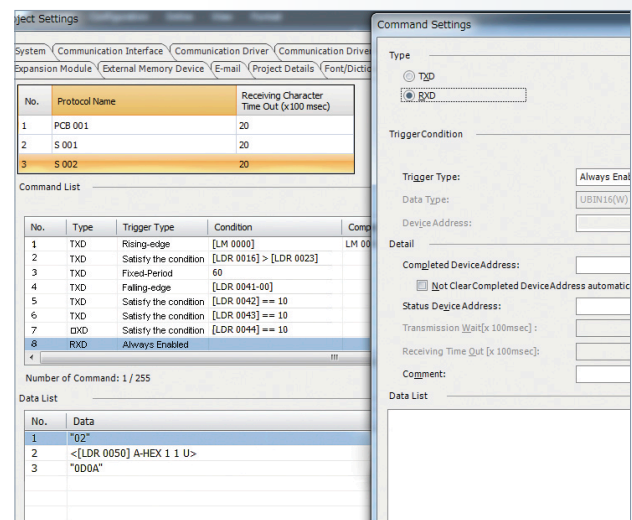 ject Settings
System Communication Interface Communication Driver Communication Driver
Expansion Module External Memory Device E-mail Project Details Font/Dictio
No. Protocol Name Receiving Character Time Out (x100 msec)
1 PCB 001 20
2 S 001 20
3 S 002 20
Command List
No. Type Trigger Type Condition Comp
1 TXD Rising-edge [LM 0000] LM 00
2 TXD Satisfy the condition [LDR 0016] > [LDR 0023]
3 TXD Fixed-Period 60
4 TXD Falling-edge [LDR 0041-00]
5 TXD Satisfy the condition [LDR 0042] == 10
6 TXD Satisfy the condition [LDR 0043] == 10
7 DXD Satisfy the condition [LDR 0044] == 10
8 RXD Always Enabled
Number of Command: 1 / 255
Data List
No. Data
1 "02"
2 <[LDR 0050] A-HEX 1 1 U>
3 "0D0A"
Command Settings
Type
TXD
RXD
TriggerCondition
Trigger Type: Always Enab
Data Type: UBIN16(W)
Device Address:
Detail
Completed DeviceAddress:
Not ClearCompleted DeviceAddress automatic
Status Device Address:
Transmission Wait[x 100msec] :
Receiving Time Out [x 100msec]:
Comment:
Data List